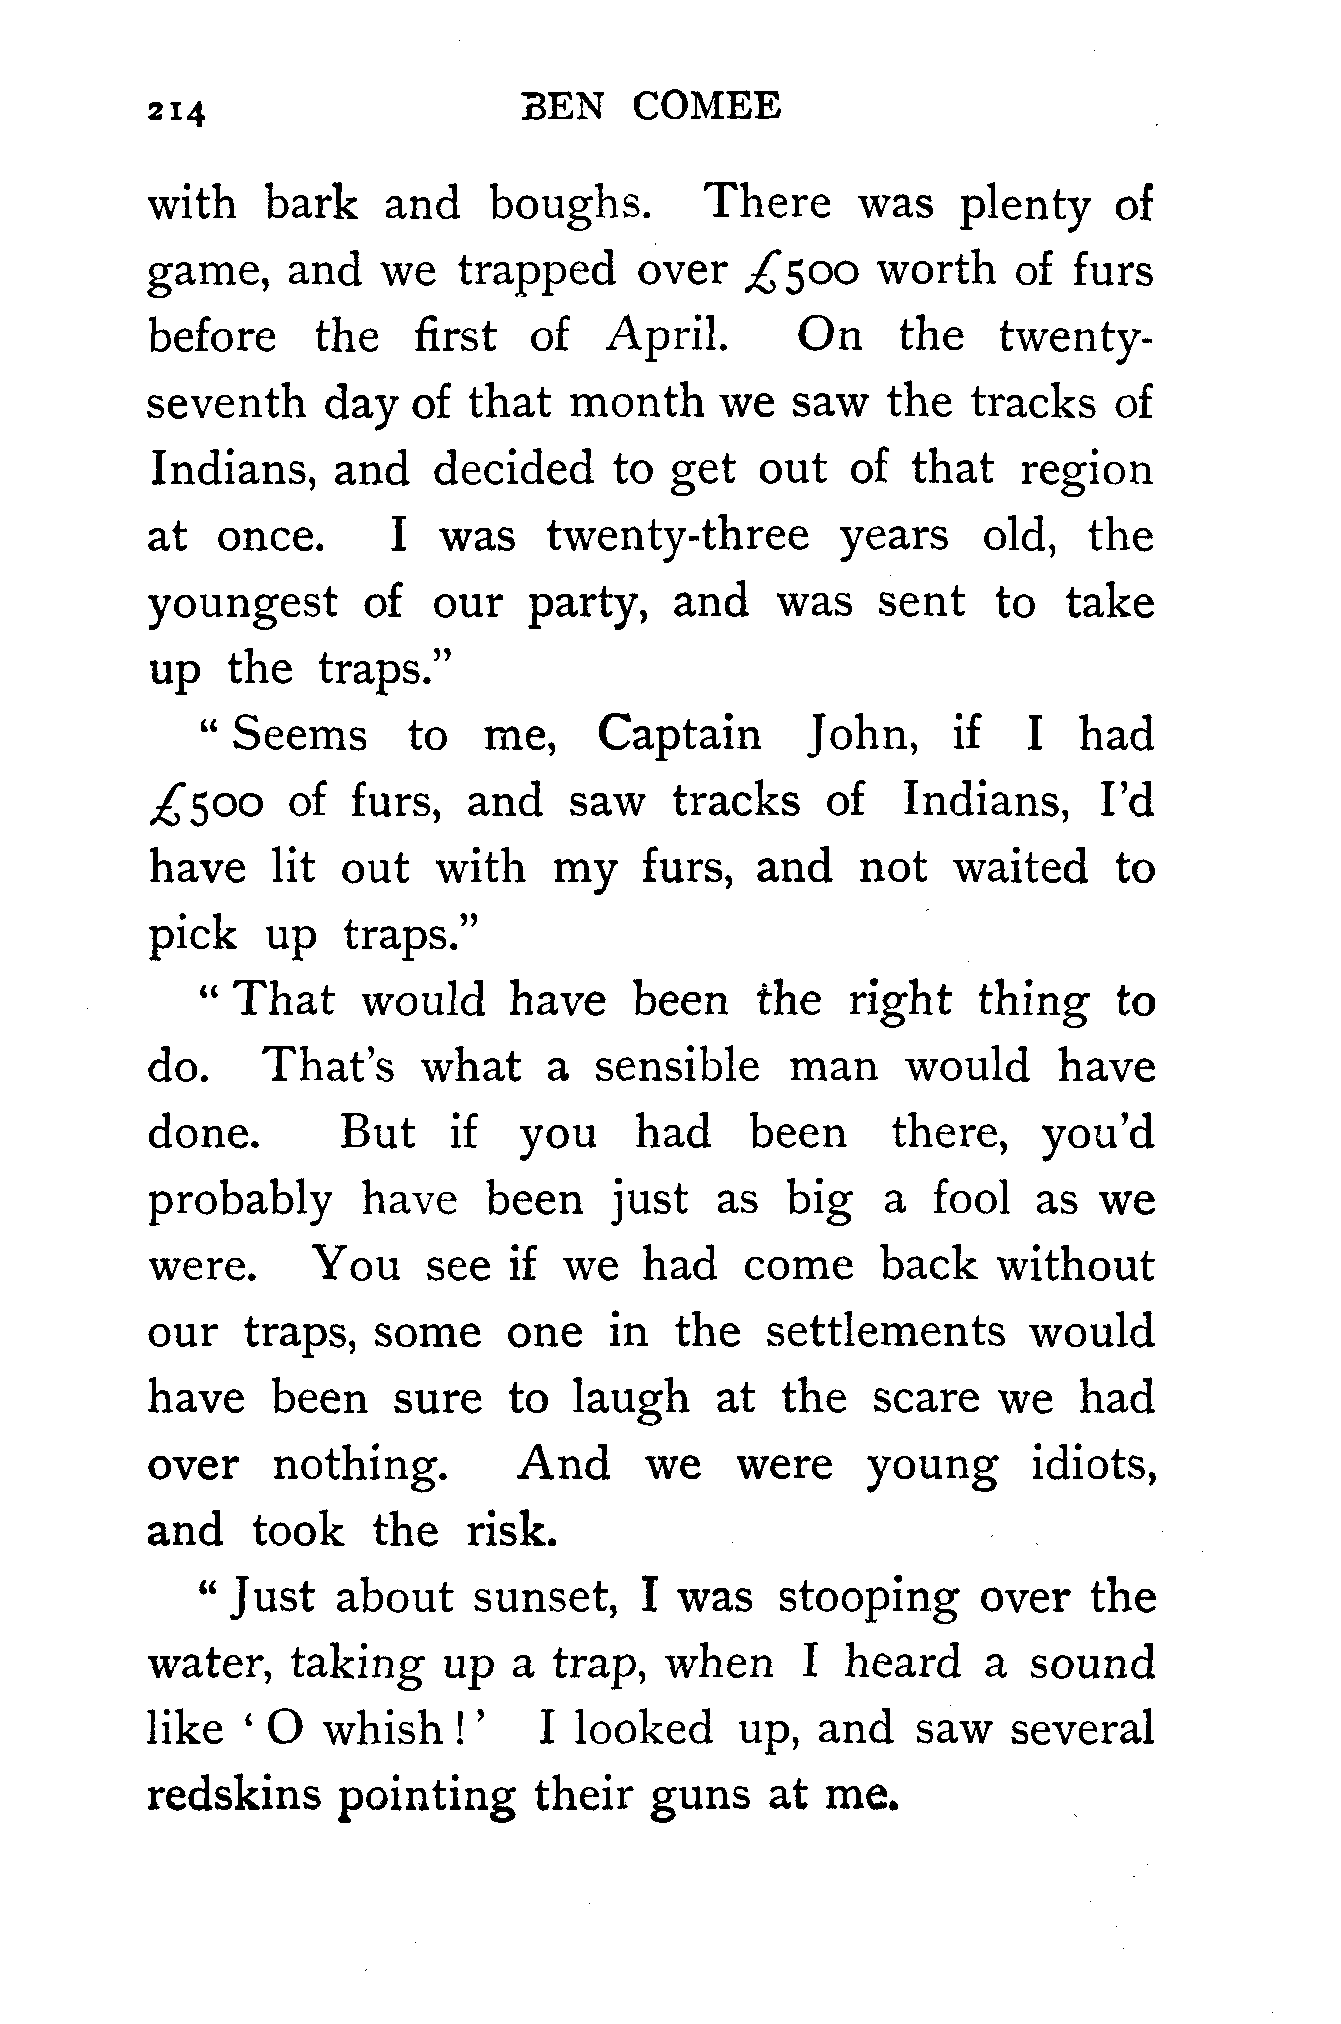 214 BEN COMEE
with bark and boughs. There was plenty of
game, and we trapped over £500 worth of furs
before the first of April. On the twenty-
seventh day of that month we saw the tracks of
Indians, and decided to get out of that region
at once. I was twenty-three years old, the
youngest of our party, and was sent to take
up the traps.”
“ Seems to me, Captain John, if I had
£500 of furs, and saw tracks of Indians, I’d
have lit out with my furs, and not waited to
pick up traps.”
“ That would have been the right thing to
do. That’s what a sensible man would have
done. But if you had been there, you’d
probably have been just as big a fool as we
were. You see if we had come back without
our traps, some one in the settlements would
have been sure to laugh at the scare we had
over nothing. And we were young idiots,
and took the risk.
“ Just about sunset, I was stooping over the
water, taking up a trap, when I heard a sound
like ‘ O whish ! ’ I looked up, and saw several
redskins pointing their guns at me.